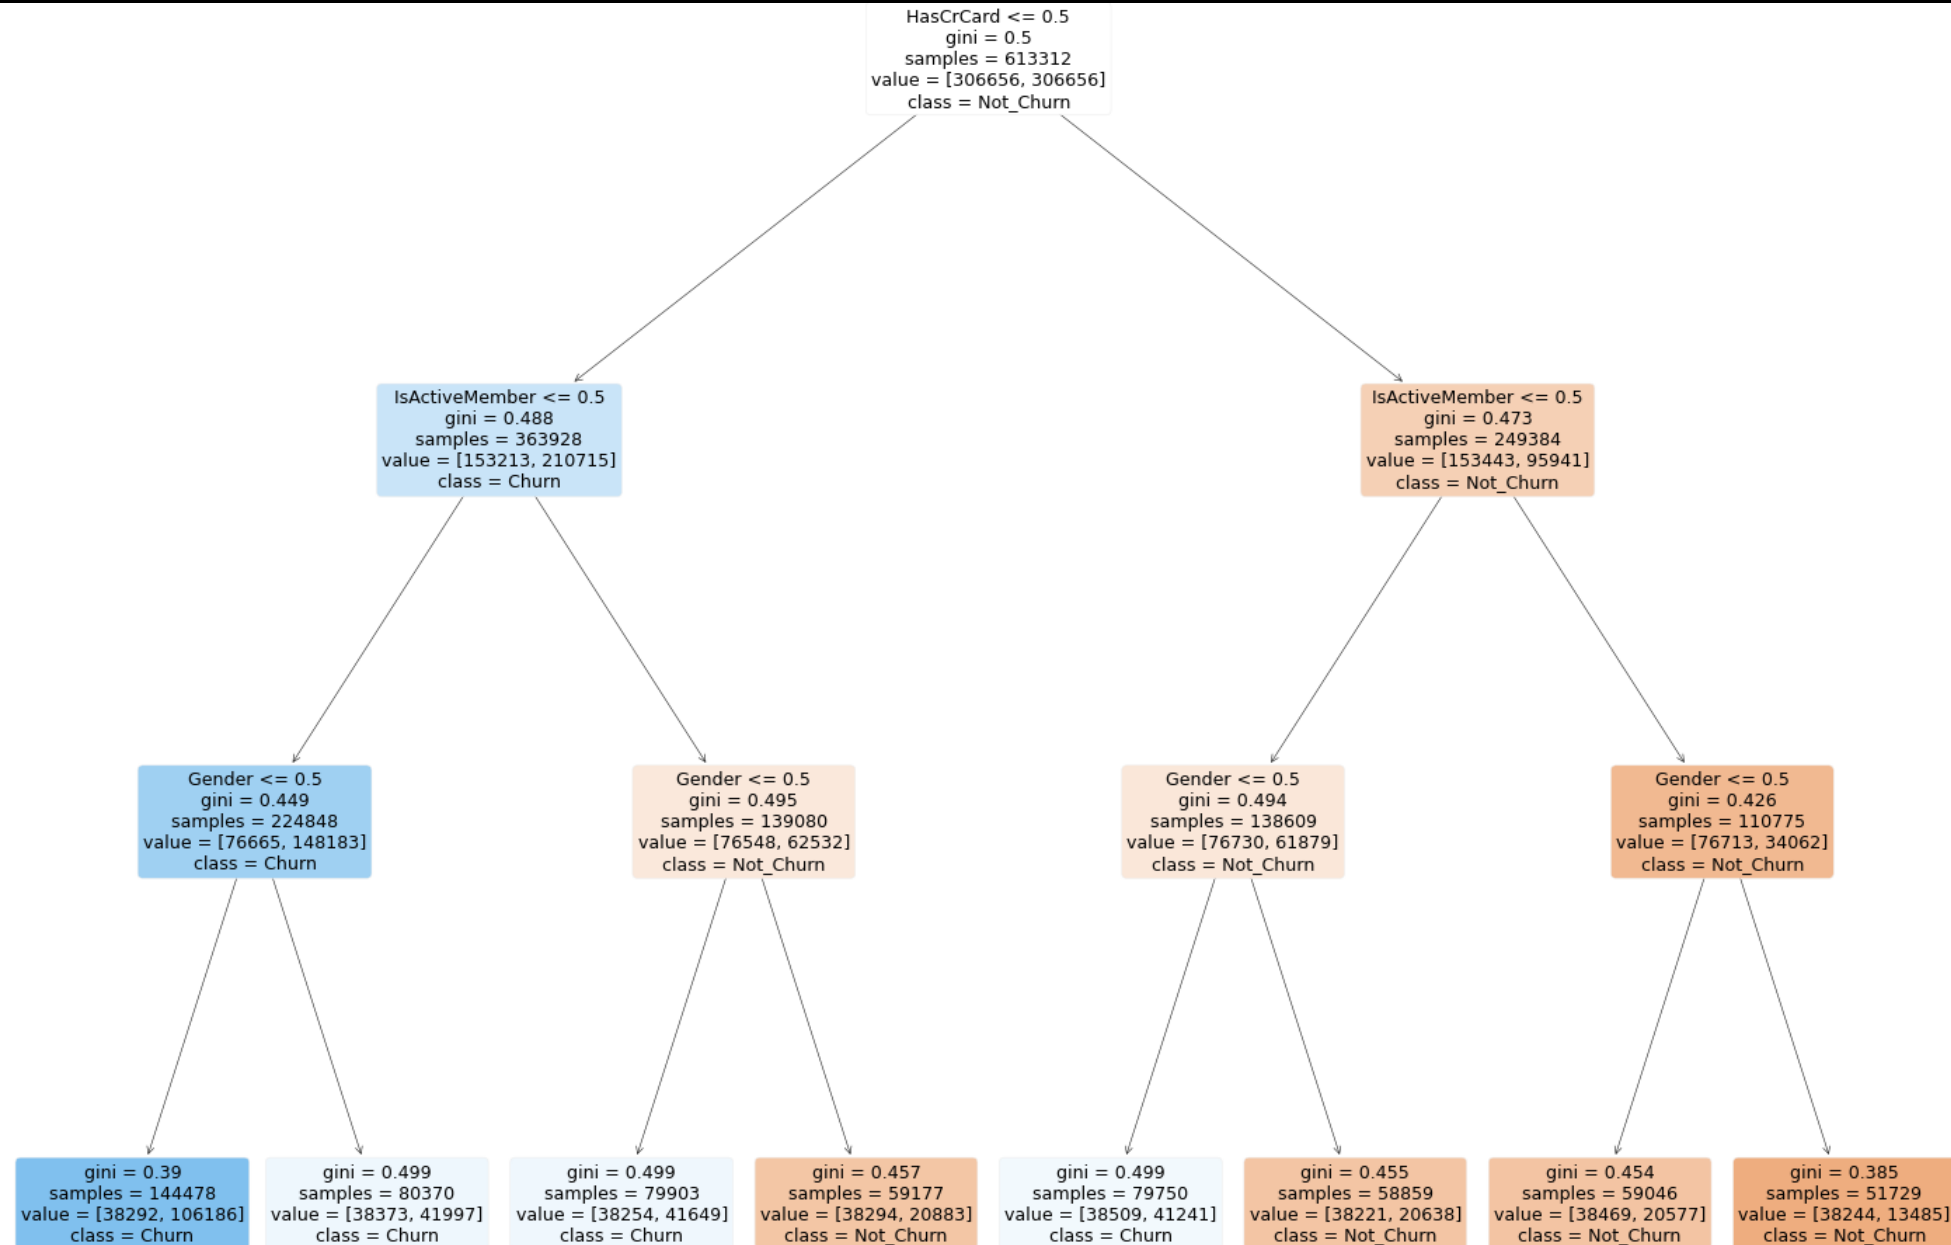 HasCrCard <= 0.5
gini = 0.5
samples = 613312
value = [306656, 306656]
class = Not_Churn
IsActiveMember <= 0.5
gini = 0.488
samples = 363928
value = [153213, 210715]
class = Churn
IsActiveMember <= 0.5
gini = 0.473
samples = 249384
value = [153443, 95941]
class = Not_Churn
Gender <= 0.5
gini = 0.449
samples = 224848
value = [76665, 148183]
class = Churn
Gender <= 0.5
gini = 0.495
samples = 139080
value = [76548, 62532]
class = Not_Churn
Gender <= 0.5
gini = 0.494
samples = 138609
value = [76730, 61879]
class = Not_Churn
Gender <= 0.5
gini = 0.426
samples = 110775
value = [76713, 34062]
class = Not_Churn
gini = 0.39
samples = 144478
value = [38292, 106186]
class = Churn
gini = 0.499
samples = 80370
value = [38373, 41997]
class = Churn
gini = 0.499
samples = 79903
value = [38254, 41649]
class = Churn
gini = 0.457
samples = 59177
value = [38294, 20883]
class = Not_Churn
gini = 0.499
samples = 79750
value = [38509, 41241]
class = Churn
gini = 0.455
samples = 58859
value = [38221, 20638]
class = Not_Churn
gini = 0.454
samples = 59046
value = [38469, 20577]
class = Not_Churn
gini = 0.385
samples = 51729
value = [38244, 13485]
class = Not_Churn